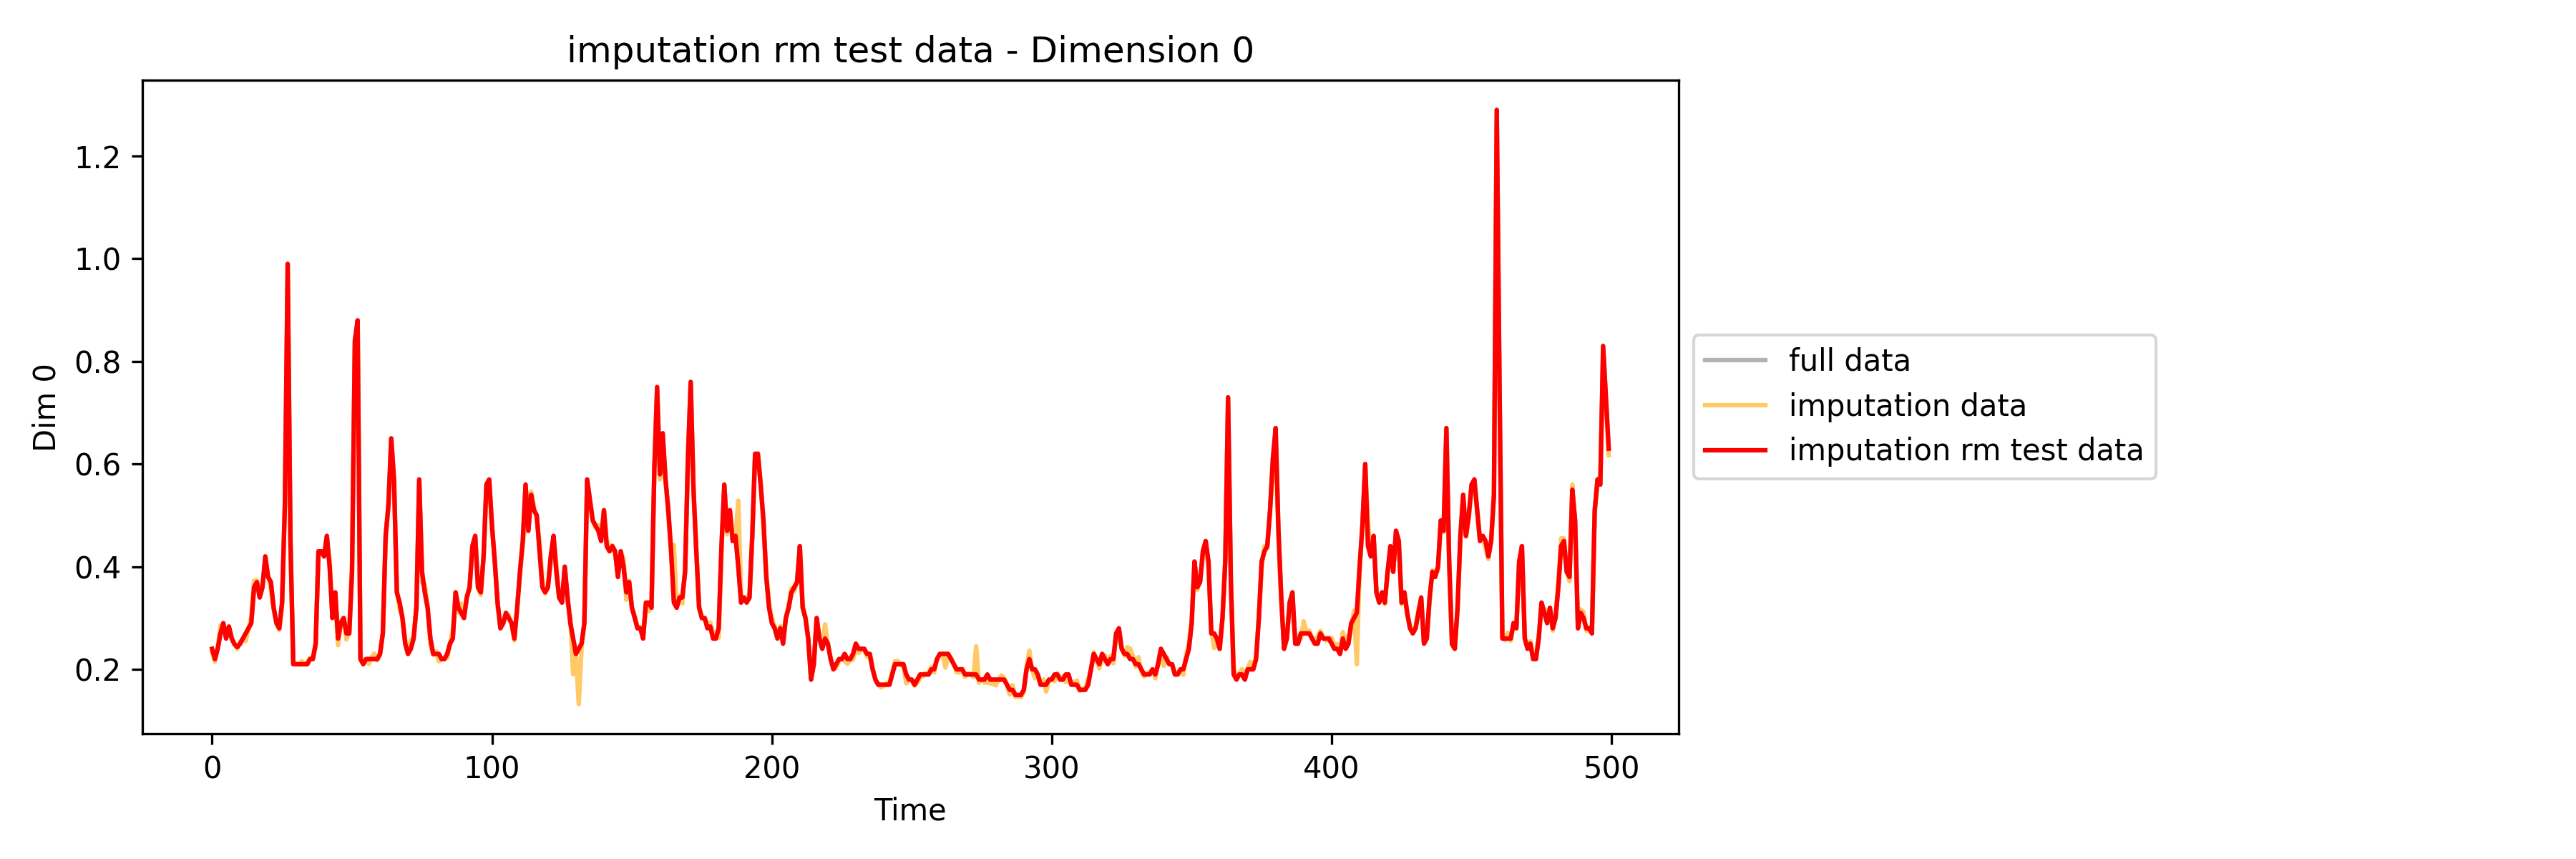 imputation rm test data - Dimension 0
1.2
1.0
0.8
0.6
0.4
0.2
Dim 0
0 100 200 300 400 500
Time
full data
imputation data
imputation rm test data